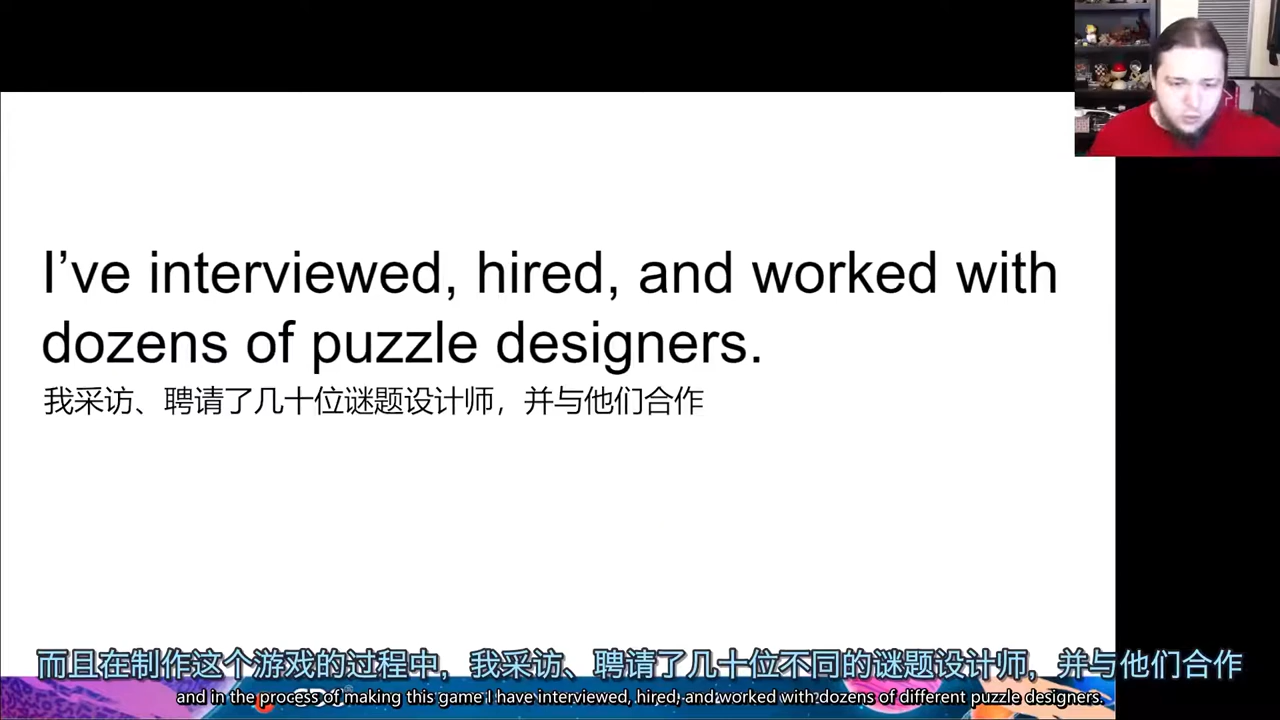 I’ve interviewed, hired, and worked with
dozens of puzzle designers.
我采访、聘请了几十位谜题设计师，并与他们合作
而且在制作这个游戏的过程中，我采访、聘请了几十位不同的谜题设计师，并与他们合作
and in the process of making this game I have interviewed, hired, and worked with dozens of different puzzle designers.